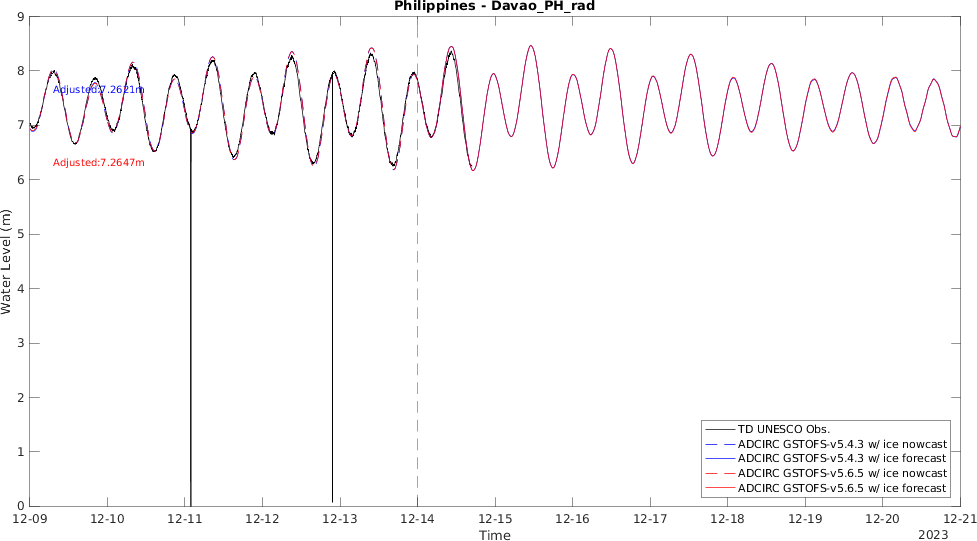 Philippines - Davao_PH_rad
Water Level (m)
9
8
7
6
5
4
3
2
1
0
Adjusted:7.2621m
Adjusted:7.2647m
TD UNESCO Obs.
ADCIRC GSTOFS-v5.4.3 w/ ice nowcast
ADCIRC GSTOFS-v5.4.3 w/ ice forecast
ADCIRC GSTOFS-v5.6.5 w/ ice nowcast
ADCIRC GSTOFS-v5.6.5 w/ ice forecast
12-09 12-10 12-11 12-12 12-13 12-14 12-15 12-16 12-17 12-18 12-19 12-20 12-21
Time
2023